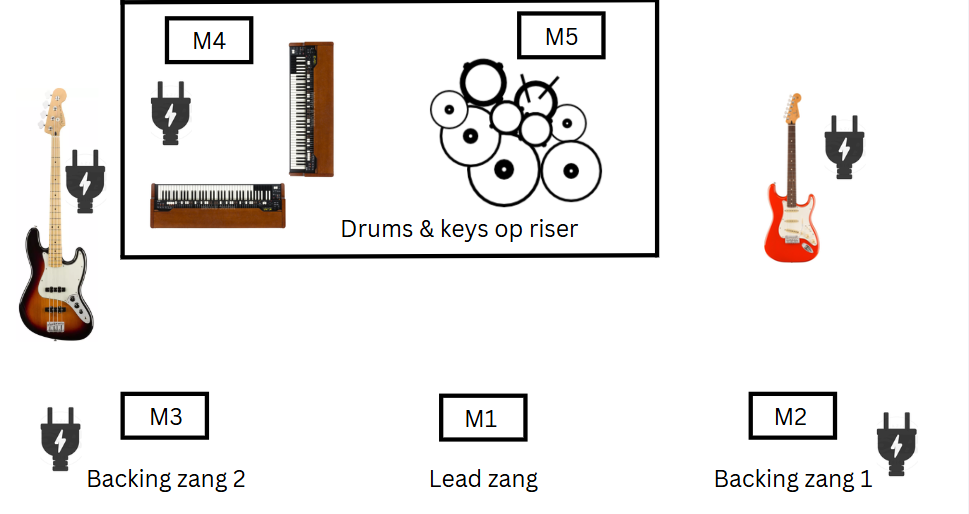 M4
M5
Drums & keys op riser
M3
M1
M2
Backing zang 2
Lead zang
Backing zang 1